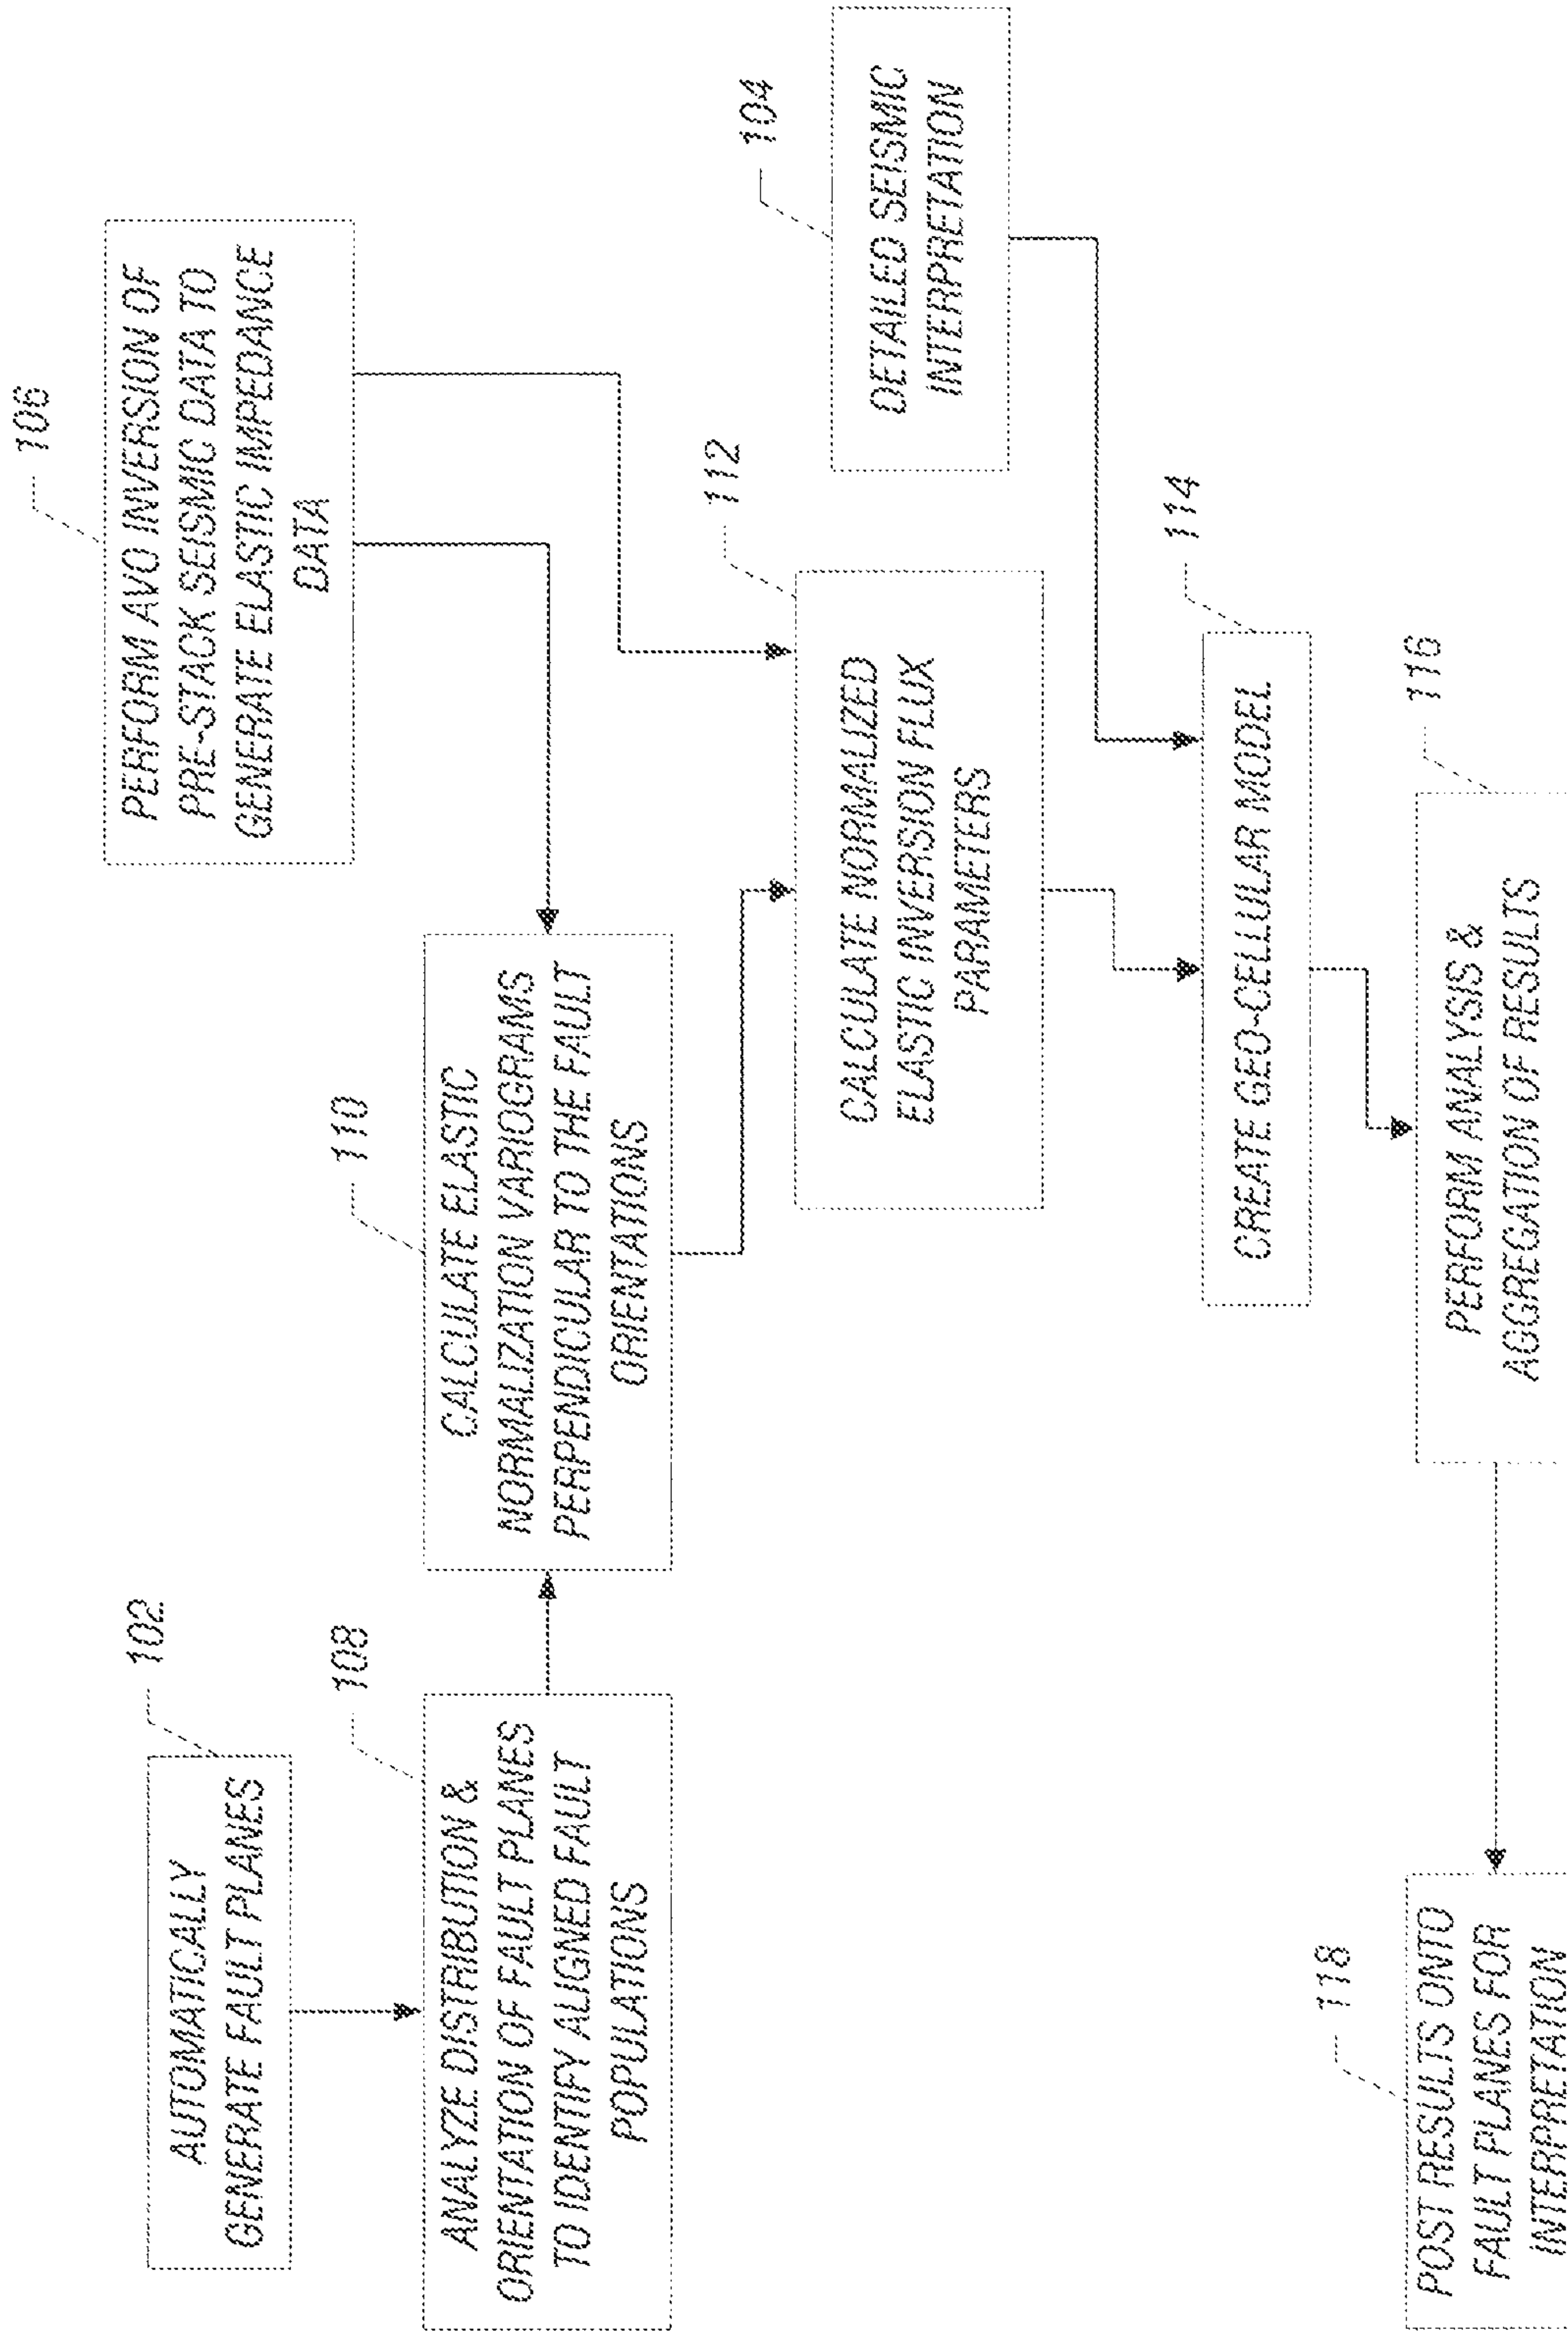 106
PERFORM AVO INVERSION OF
PRE-STACK SEISMIC DATA TO
GENERATE ELASTIC IMPEDANCE
DATA
102
AUTOMATICALLY
GENERATE FAULT PLANES
108
ANALYZE DISTRIBUTION &
ORIENTATION OF FAULT PLANES
TO IDENTIFY ALIGNED FAULT
POPULATIONS
110
CALCULATE ELASTIC
NORMALIZATION VARIOGRAMS
PERPENDICULAR TO THE FAULT
ORIENTATIONS
112
CALCULATE NORMALIZED
ELASTIC INVERSION FLUX
PARAMETERS
104
DETAILED SEISMIC
INTERPRETATION
114
CREATE GEO-CELLULAR MODEL
116
PERFORM ANALYSIS &
AGGREGATION OF RESULTS
118
POST RESULTS ONTO
FAULT PLANES FOR
INTERPRETATION